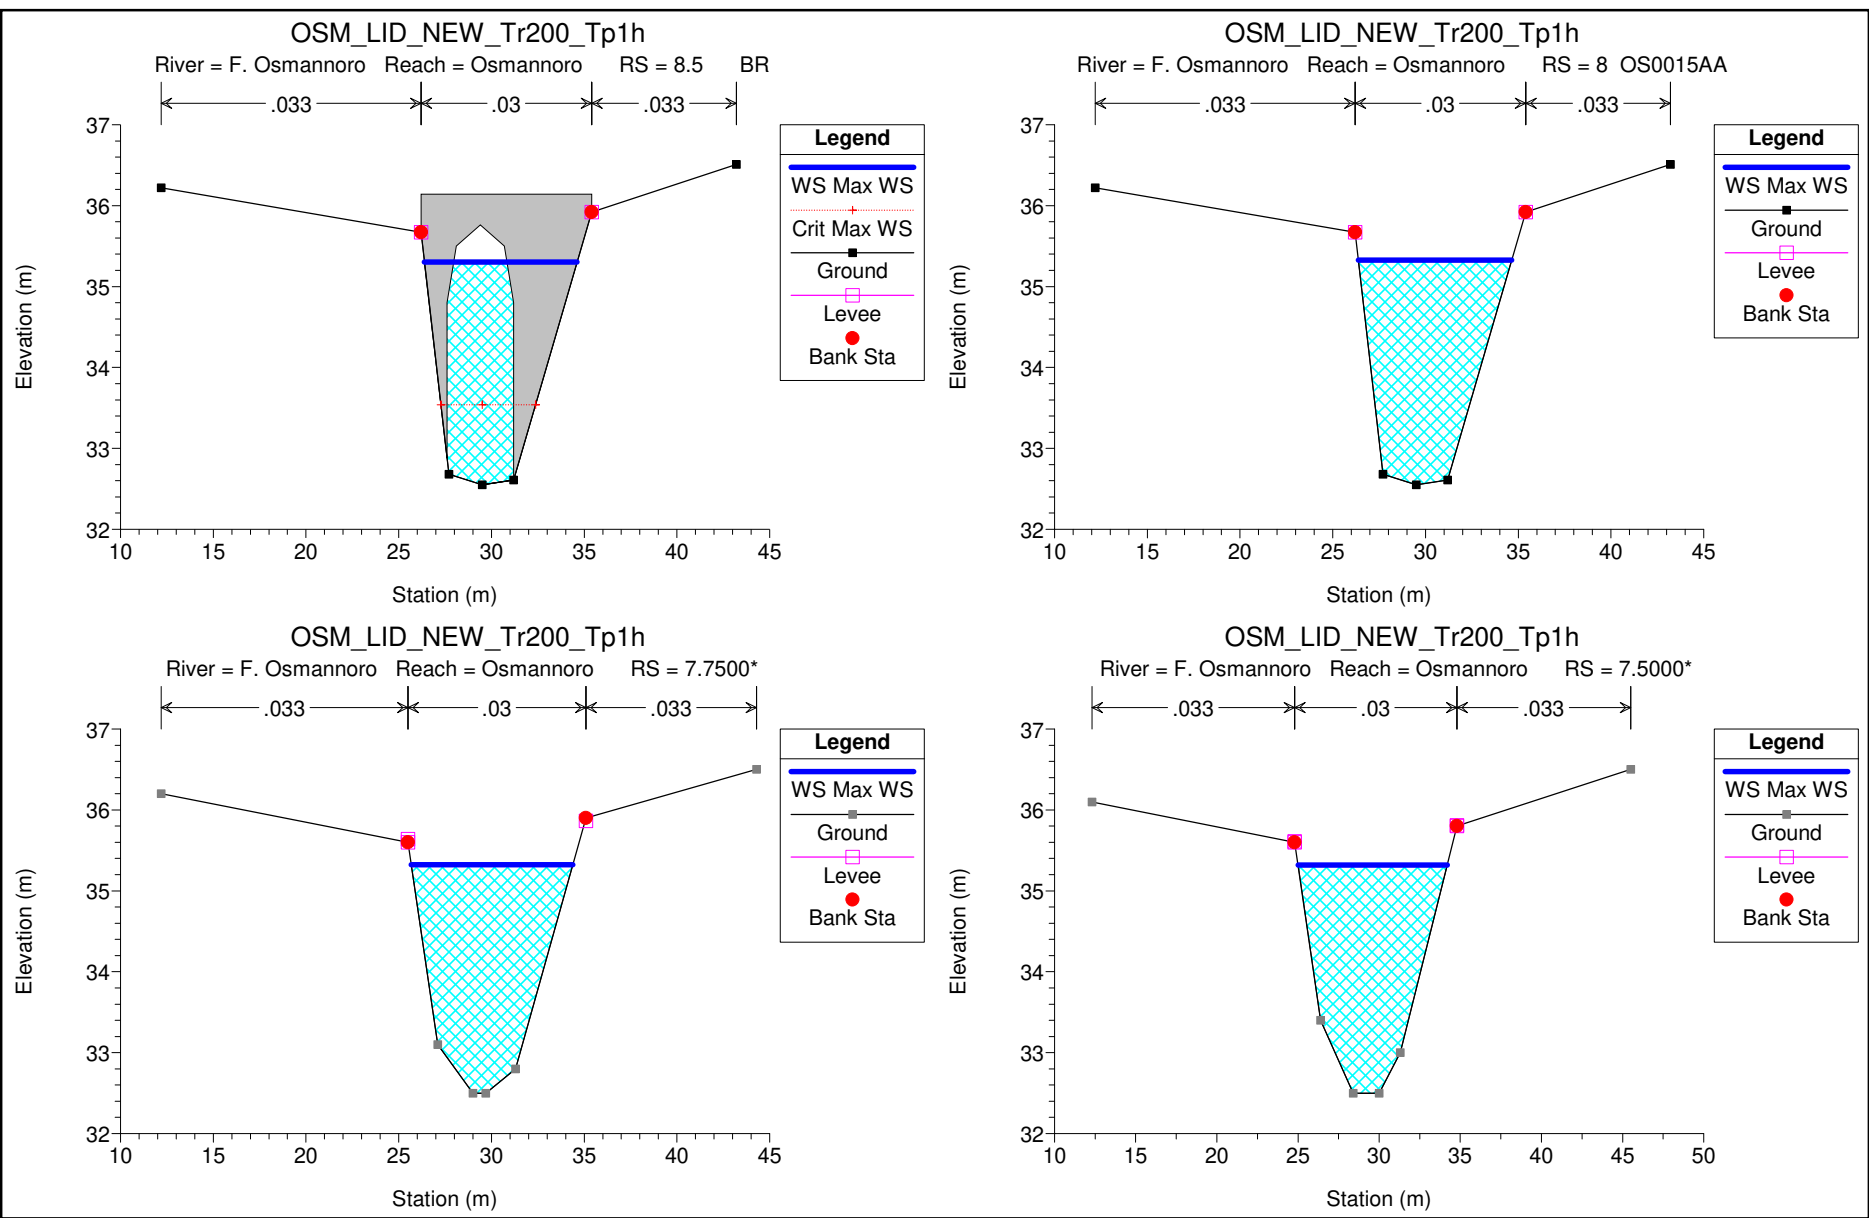 OSM_LID_NEW_Tr200_Tp1h
River = F. Osmannoro Reach = Osmannoro RS = 8.5 BR
.033 .03 .033
37
36
35
34
33
32
Elevation (m)
10 15 20 25 30 35 40 45
Station (m)
Legend
WS Max WS
Crit Max WS
Ground
Levee
Bank Sta
OSM_LID_NEW_Tr200_Tp1h
River = F. Osmannoro Reach = Osmannoro RS = 8 OS0015AA
.033 .03 .033
37
36
35
34
33
32
Elevation (m)
10 15 20 25 30 35 40 45
Station (m)
Legend
WS Max WS
Ground
Levee
Bank Sta
OSM_LID_NEW_Tr200_Tp1h
River = F. Osmannoro Reach = Osmannoro RS = 7.7500*
.033 .03 .033
37
36
35
34
33
32
Elevation (m)
10 15 20 25 30 35 40 45
Station (m)
Legend
WS Max WS
Ground
Levee
Bank Sta
OSM_LID_NEW_Tr200_Tp1h
River = F. Osmannoro Reach = Osmannoro RS = 7.5000*
.033 .03 .033
37
36
35
34
33
32
Elevation (m)
10 15 20 25 30 35 40 45 50
Station (m)
Legend
WS Max WS
Ground
Levee
Bank Sta